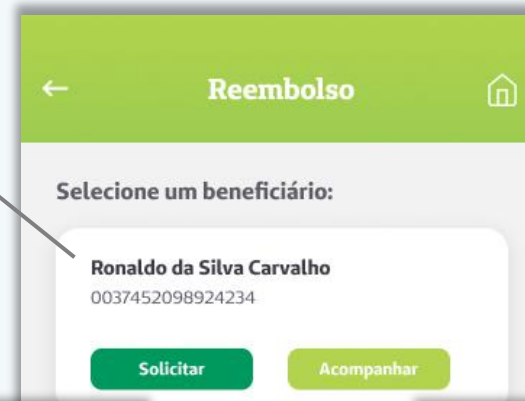 Reembolso
Selecione um beneficiário:
Ronaldo da Silva Carvalho
0037452098924234
Solicitar Acompanhar